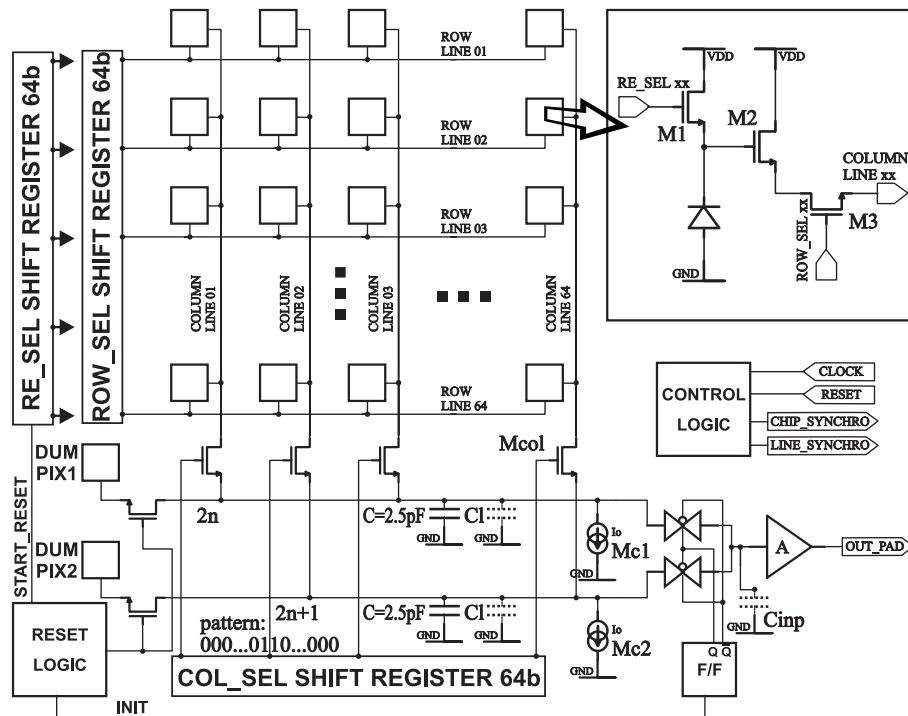 RE_SEL SHIFT REGISTER 64b
ROW_SEL SHIFT REGISTER 64b
ROW
LINE 01
ROW
LINE 02
ROW
LINE 03
ROW
LINE 64
COLUMN
LINE 01
COLUMN
LINE 02
COLUMN
LINE 03
COLUMN
LINE 64
VDD
VDD
RE_SEL xx
M1
M2
COLUMN
LINE xx
M3
ROW_SEL xx
GND
CONTROL
LOGIC
CLOCK
RESET
CHIP_SYNCHRO
LINE_SYNCHRO
Mcol
DUM
PIX1
2n
C=2.5pF
Cl
GND
GND
Io
Mc1
GND
A
OUT_PAD
START_RESET
DUM
PIX2
2n+1
C=2.5pF
Cl
GND
GND
Io
Mc2
GND
GND
Cinp
pattern:
000...0110...000
RESET
LOGIC
COL_SEL SHIFT REGISTER 64b
Q Q
F/F
INIT